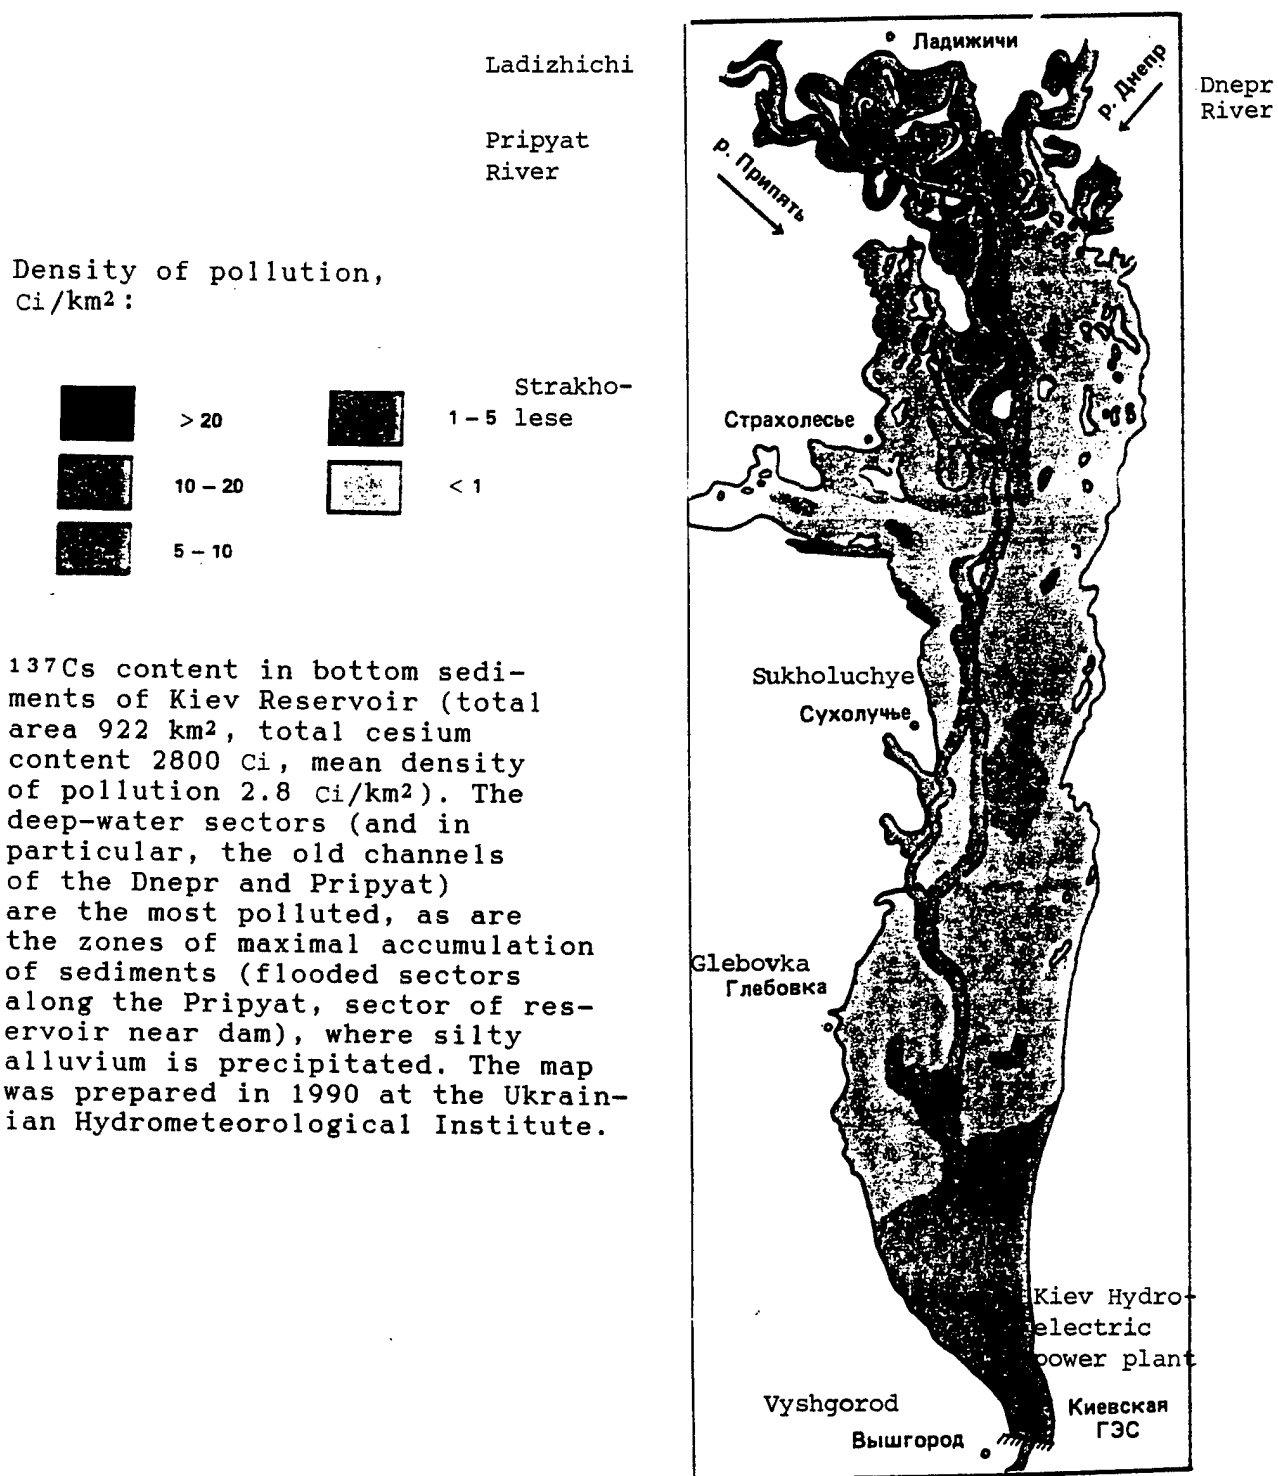 Ladizhichi
Ладижичи
Dnepr
River
р. Днепр
Pripyat
River
р. Припять
Density of pollution,
Ci/km²:
> 20
1 – 5
10 – 20
< 1
5 – 10
Strakho-
lese
Страхолесье
137Cs content in bottom sedi-
ments of Kiev Reservoir (total
area 922 km², total cesium
content 2800 Ci, mean density
of pollution 2.8 Ci/km²). The
deep-water sectors (and in
particular, the old channels
of the Dnepr and Pripyat)
are the most polluted, as are
the zones of maximal accumulation
of sediments (flooded sectors
along the Pripyat, sector of res-
ervoir near dam), where silty
alluvium is precipitated. The map
was prepared in 1990 at the Ukrain-
ian Hydrometeorological Institute.
Sukholuchye
Сухолучье
Glebovka
Глебовка
Kiev Hydro-
electric
power plant
Vyshgorod
Вышгород
Киевская
ГЭС